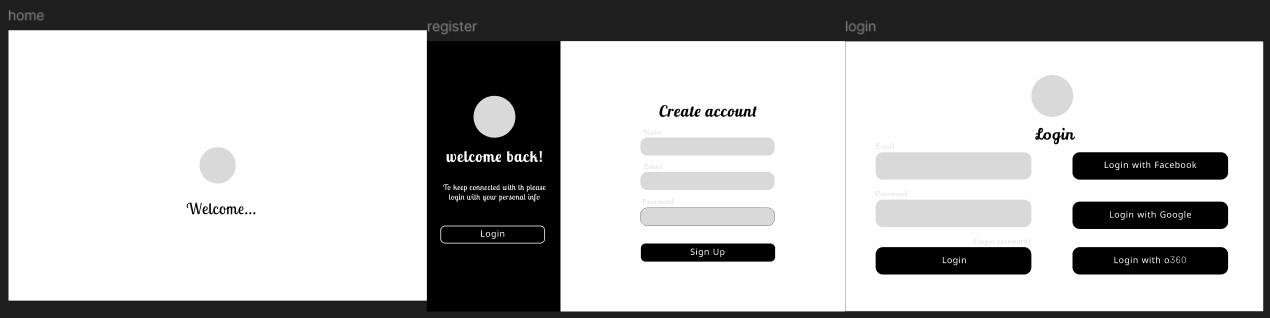 home
Welcome...
register
welcome back!
To keep connected with th please
login with your personal info
Login
Create account
Name
Email
Password
Sign Up
login
Login
Email
Password
Forgot password?
Login
Login with Facebook
Login with Google
Login with o360